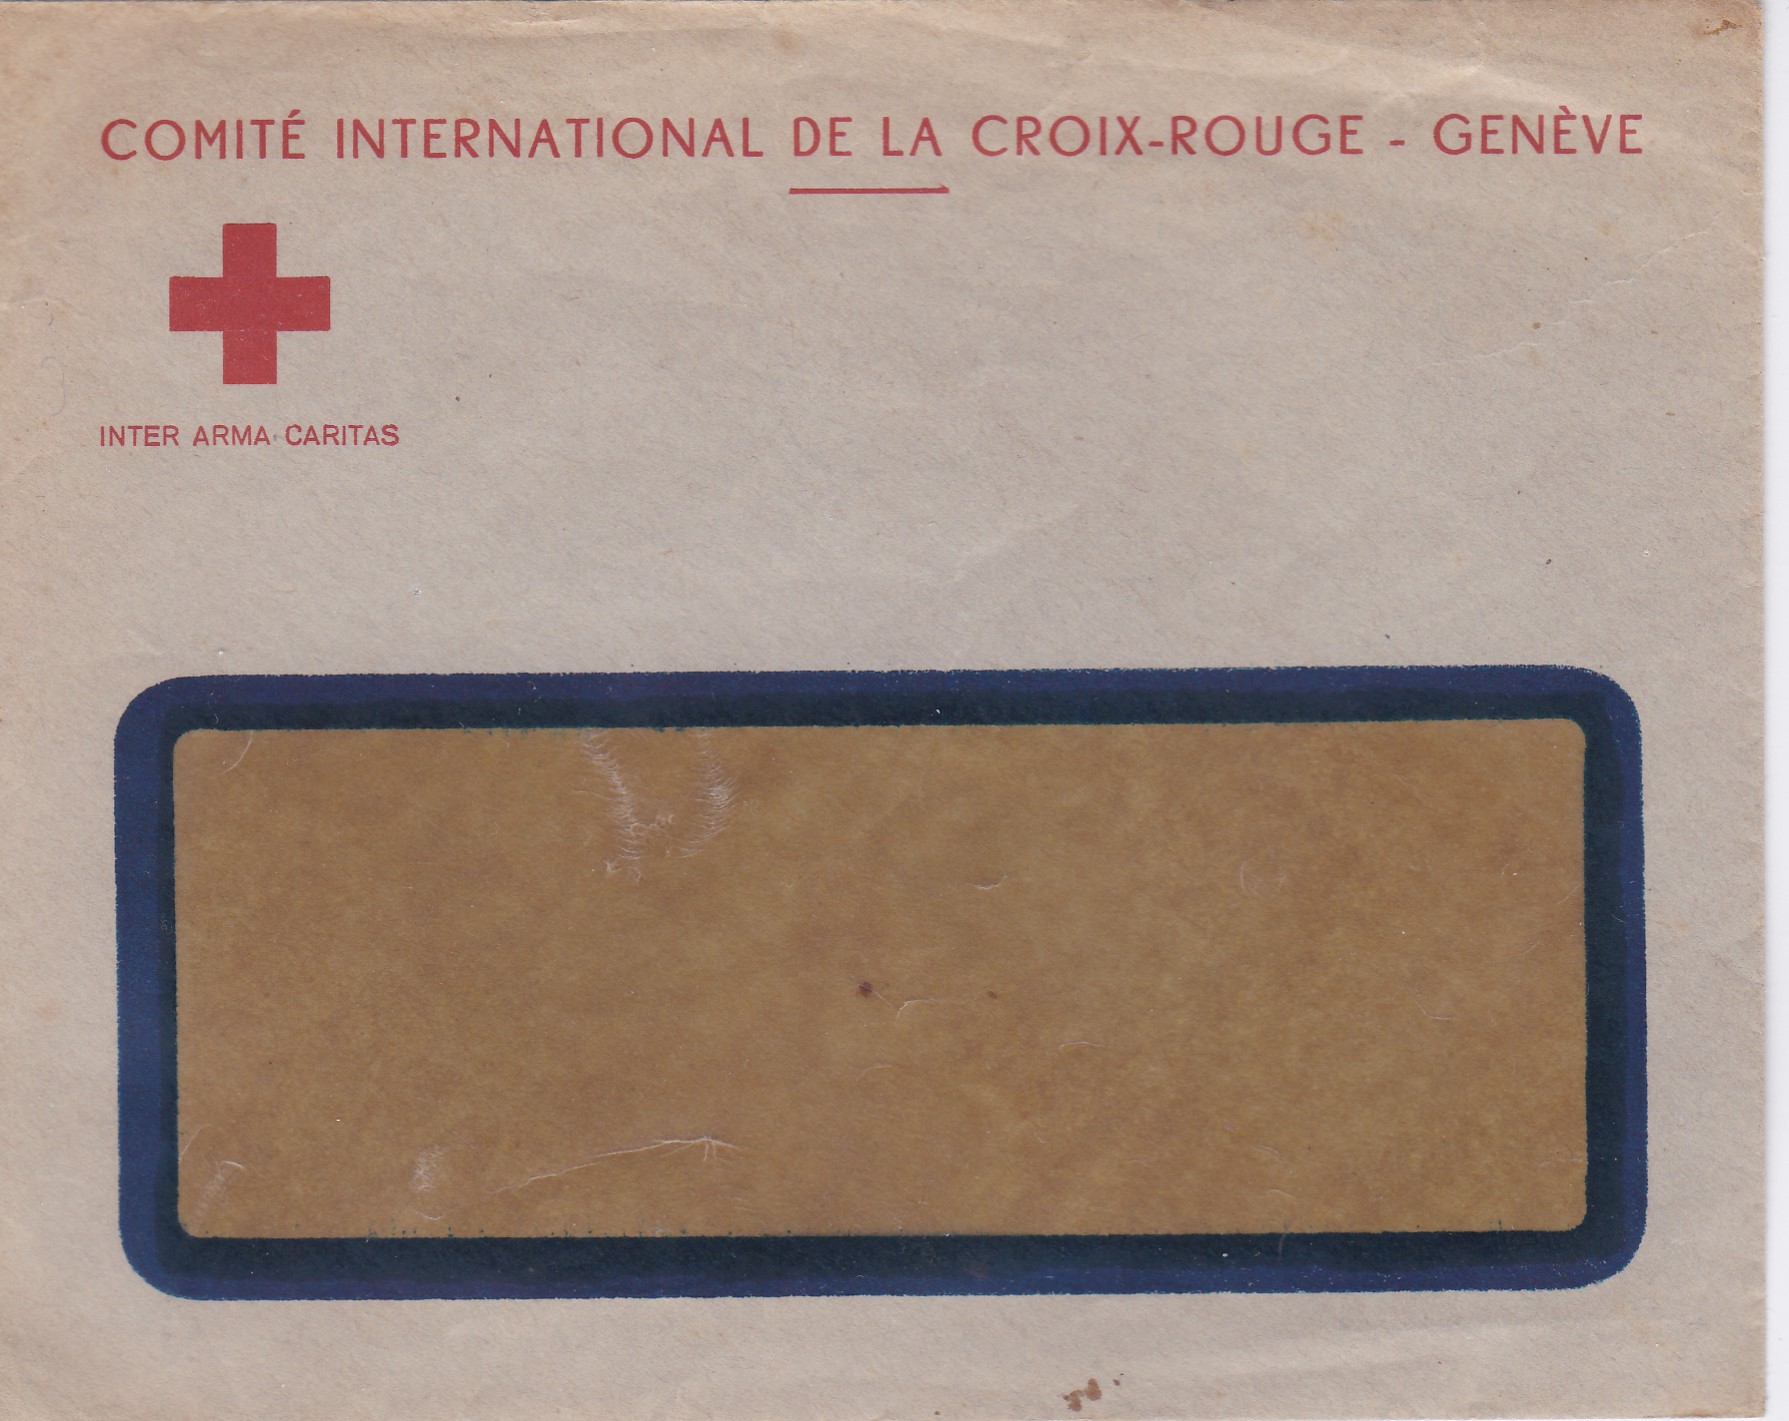 COMITÉ INTERNATIONAL DE LA CROIX-ROUGE - GENÈVE
INTER ARMA CARITAS